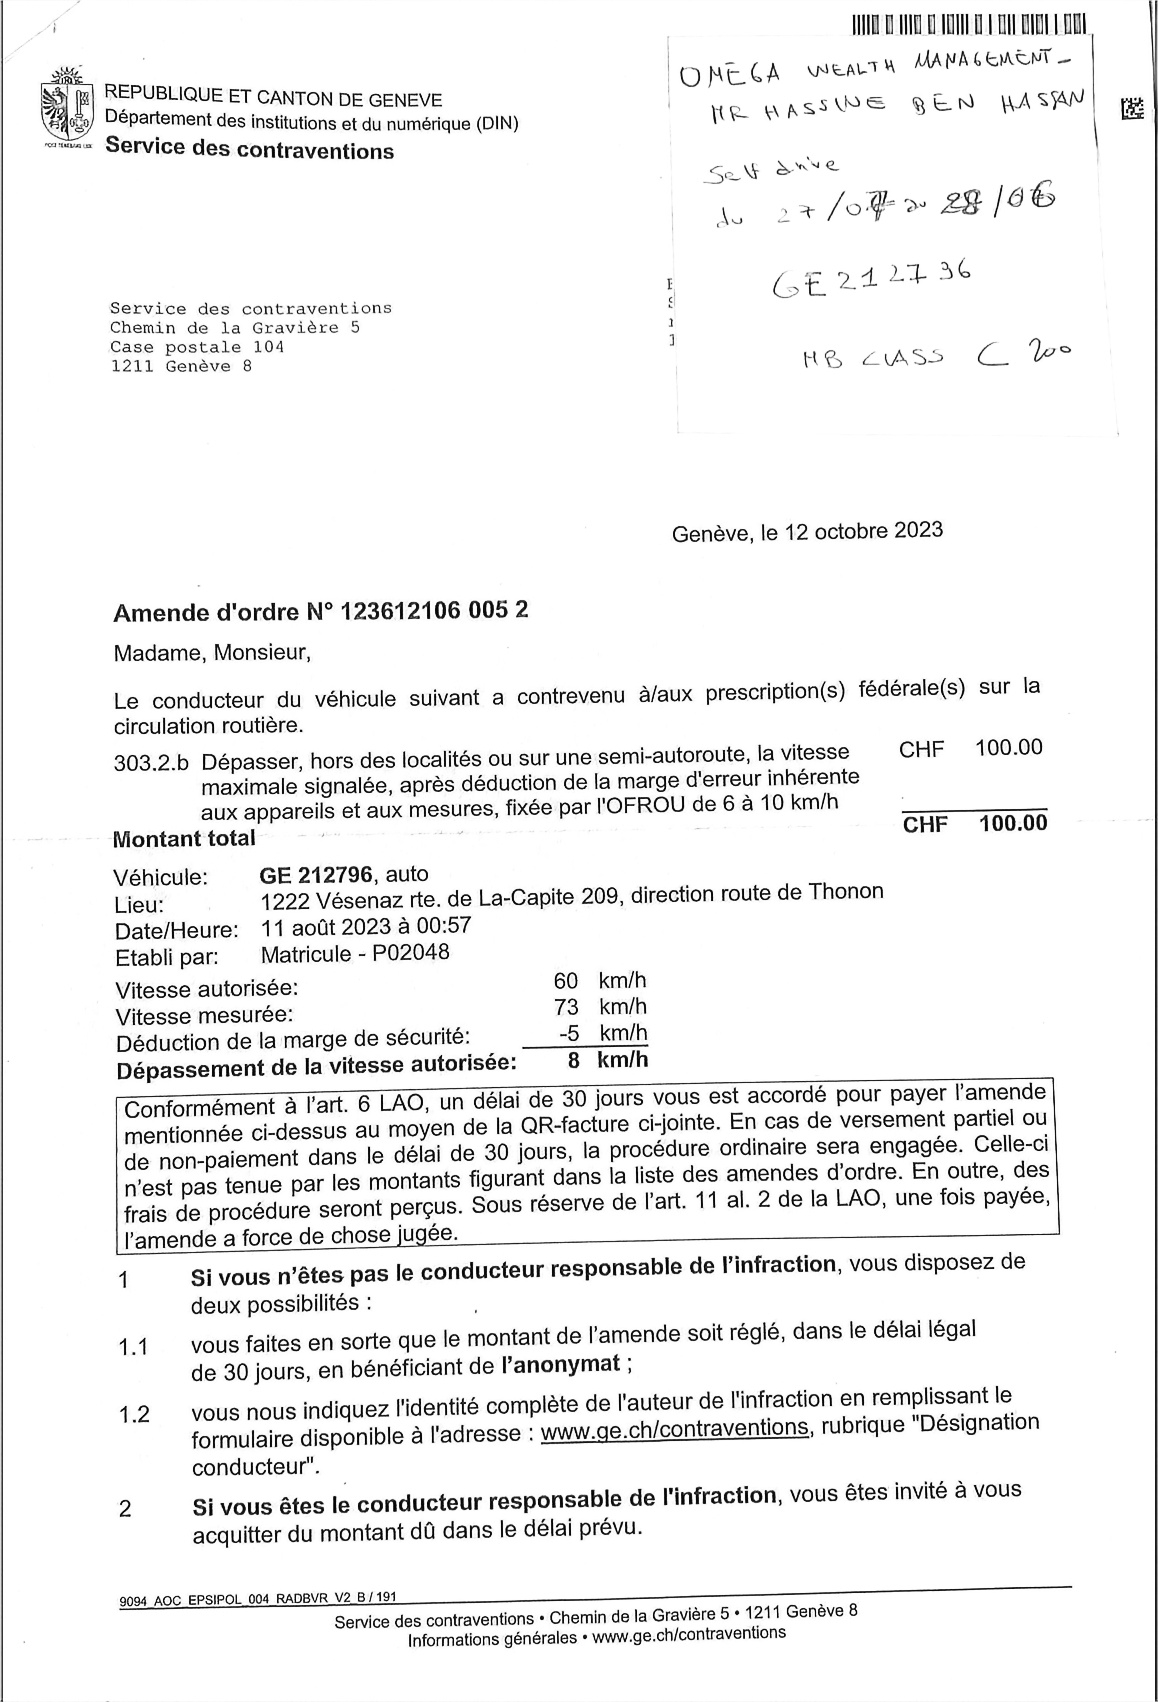 OMEGA WEALTH MANAGEMENT -
MR HASSINE BEN HASSAN
Self drive
du 27/07 au 28/06
GE 212796
MB CLASS C 200
REPUBLIQUE ET CANTON DE GENEVE
Département des institutions et du numérique (DIN)
Service des contraventions
POST TENEBRAS LUX
Service des contraventions
Chemin de la Gravière 5
Case postale 104
1211 Genève 8
Genève, le 12 octobre 2023
Amende d'ordre N° 123612106 005 2
Madame, Monsieur,
Le conducteur du véhicule suivant a contrevenu à/aux prescription(s) fédérale(s) sur la
circulation routière.
303.2.b Dépasser, hors des localités ou sur une semi-autoroute, la vitesse CHF 100.00
maximale signalée, après déduction de la marge d'erreur inhérente
aux appareils et aux mesures, fixée par l'OFROU de 6 à 10 km/h
Montant total CHF 100.00
Véhicule: GE 212796, auto
Lieu: 1222 Vésenaz rte. de La-Capite 209, direction route de Thonon
Date/Heure: 11 août 2023 à 00:57
Etabli par: Matricule - P02048
Vitesse autorisée: 60 km/h
Vitesse mesurée: 73 km/h
Déduction de la marge de sécurité: -5 km/h
Dépassement de la vitesse autorisée: 8 km/h
Conformément à l'art. 6 LAO, un délai de 30 jours vous est accordé pour payer l'amende
mentionnée ci-dessus au moyen de la QR-facture ci-jointe. En cas de versement partiel ou
de non-paiement dans le délai de 30 jours, la procédure ordinaire sera engagée. Celle-ci
n'est pas tenue par les montants figurant dans la liste des amendes d'ordre. En outre, des
frais de procédure seront perçus. Sous réserve de l'art. 11 al. 2 de la LAO, une fois payée,
l'amende a force de chose jugée.
1 Si vous n'êtes pas le conducteur responsable de l'infraction, vous disposez de
deux possibilités :
1.1 vous faites en sorte que le montant de l'amende soit réglé, dans le délai légal
de 30 jours, en bénéficiant de l'anonymat ;
1.2 vous nous indiquez l'identité complète de l'auteur de l'infraction en remplissant le
formulaire disponible à l'adresse : www.ge.ch/contraventions, rubrique "Désignation
conducteur".
2 Si vous êtes le conducteur responsable de l'infraction, vous êtes invité à vous
acquitter du montant dû dans le délai prévu.
9094_AOC_EPSIPOL_004_RADBVR_V2_B / 191
Service des contraventions • Chemin de la Gravière 5 • 1211 Genève 8
Informations générales • www.ge.ch/contraventions